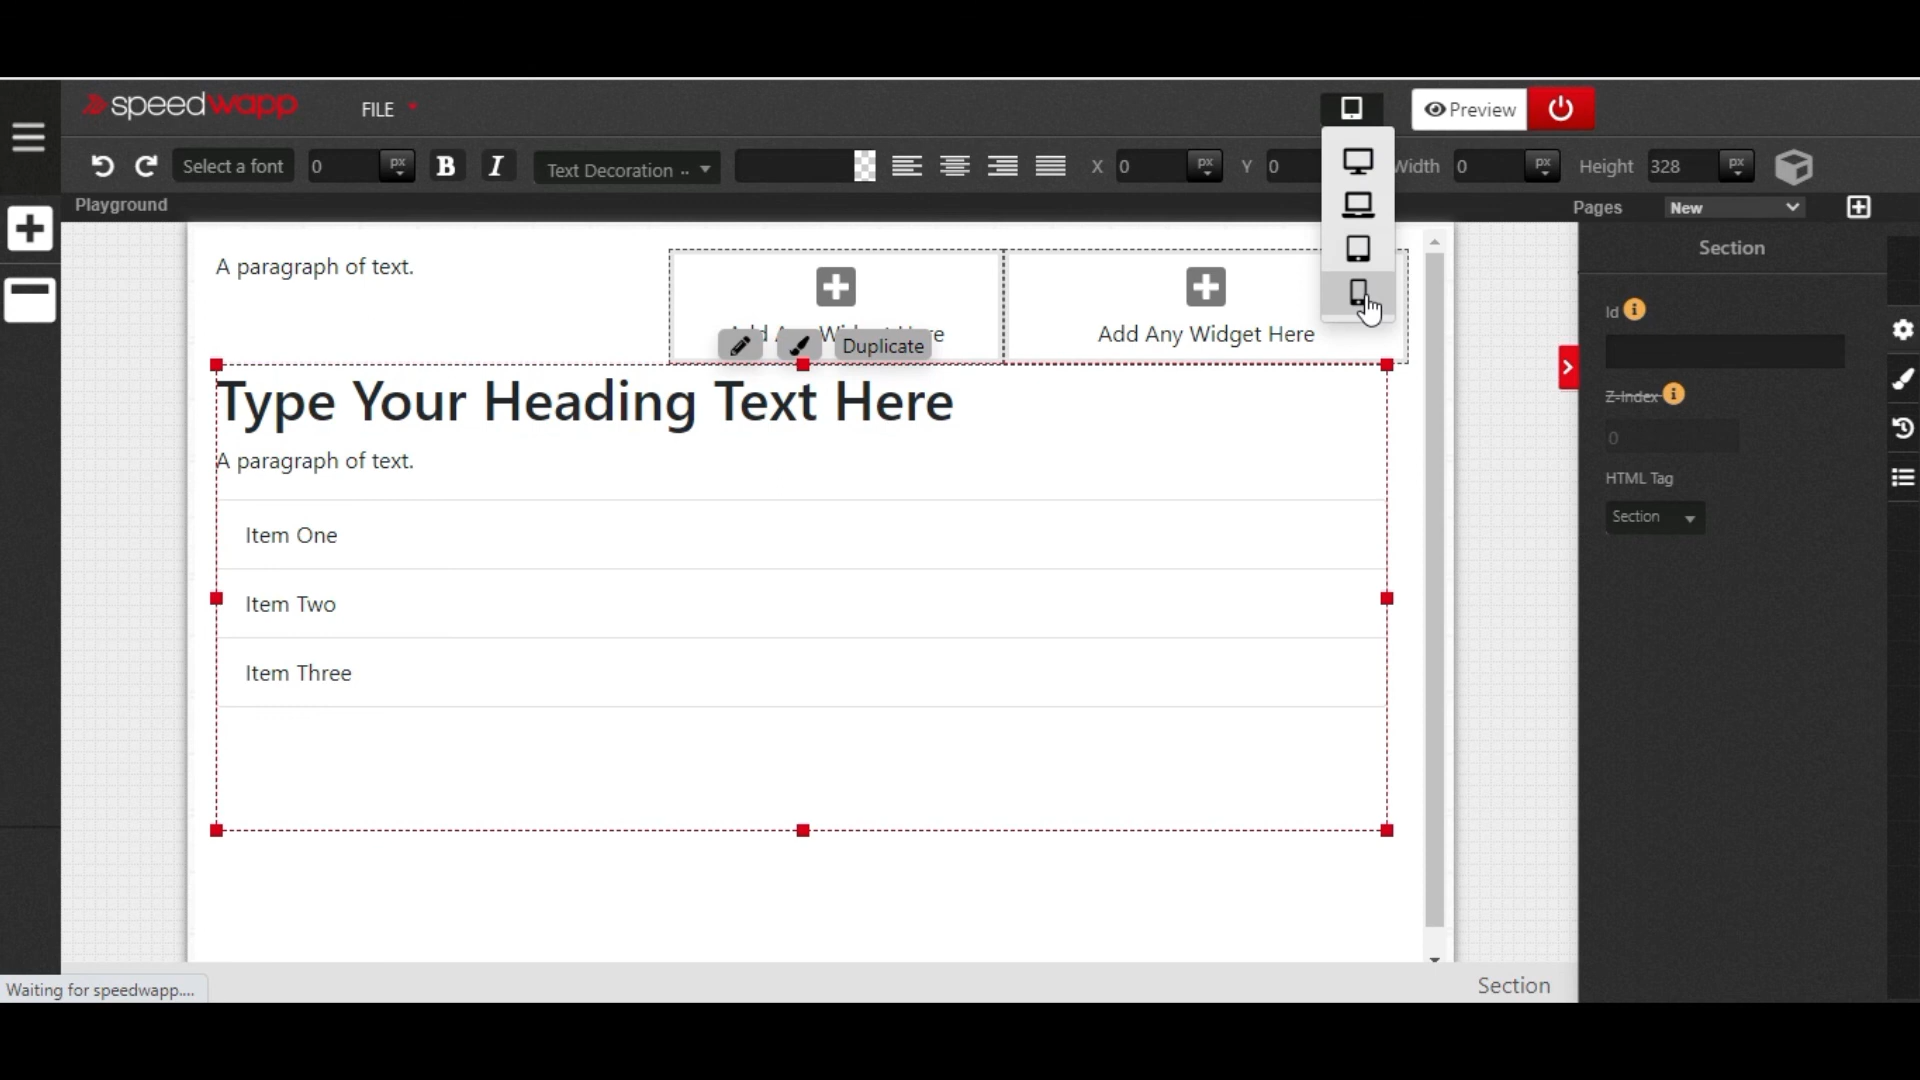 speedwapp
FILE
Preview
Select a font
0
px
B
I
Text Decoration ..
X
0
px
Y
0
Width
0
px
Height
328
px
Playground
Pages
New
A paragraph of text.
Add Any Widget Here
Duplicate
Type Your Heading Text Here
A paragraph of text.
Item One
Item Two
Item Three
Section
Id
i
Z-Index
i
0
HTML Tag
Section
Waiting for speedwapp....
Section